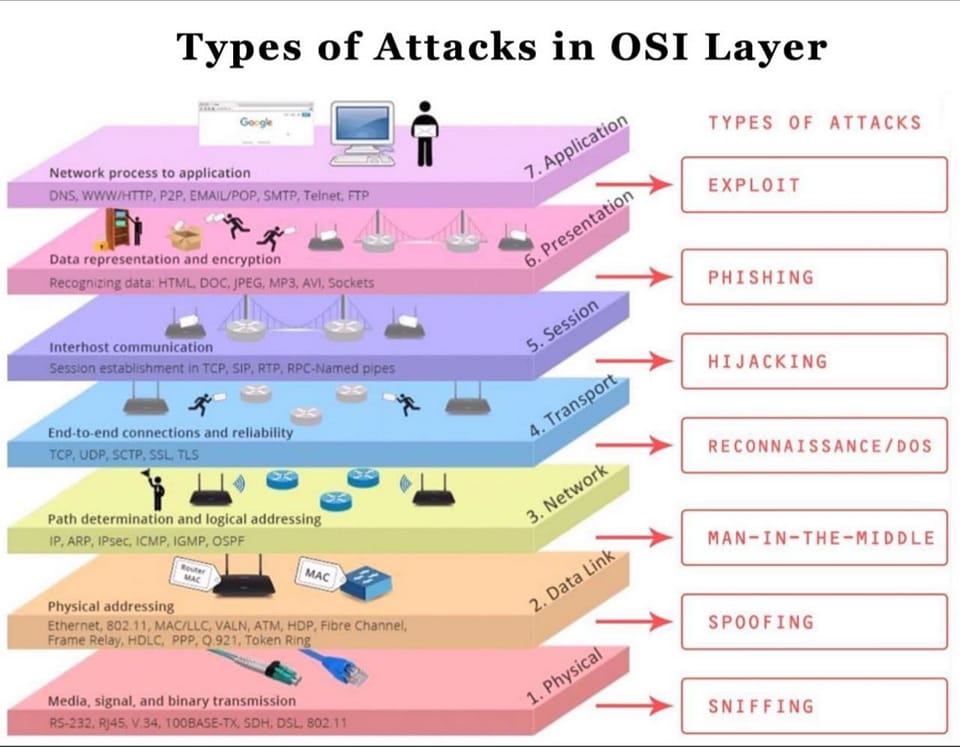 Types of Attacks in OSI Layer
TYPES OF ATTACKS
Google
7. Application
Network process to application
DNS, WWW/HTTP, P2P, EMAIL/POP, SMTP, Telnet, FTP
EXPLOIT
6. Presentation
Data representation and encryption
Recognizing data: HTML, DOC, JPEG, MP3, AVI, Sockets
PHISHING
5. Session
Interhost communication
Session establishment in TCP, SIP, RTP, RPC-Named pipes
HIJACKING
4. Transport
End-to-end connections and reliability
TCP, UDP, SCTP, SSL, TLS
RECONNAISSANCE/DOS
3. Network
Path determination and logical addressing
IP, ARP, IPsec, ICMP, IGMP, OSPF
MAN-IN-THE-MIDDLE
Router
MAC
MAC
2. Data Link
Physical addressing
Ethernet, 802.11, MAC/LLC, VALN, ATM, HDP, Fibre Channel,
Frame Relay, HDLC, PPP, Q.921, Token Ring
SPOOFING
1. Physical
Media, signal, and binary transmission
RS-232, RJ45, V.34, 100BASE-TX, SDH, DSL, 802.11
SNIFFING